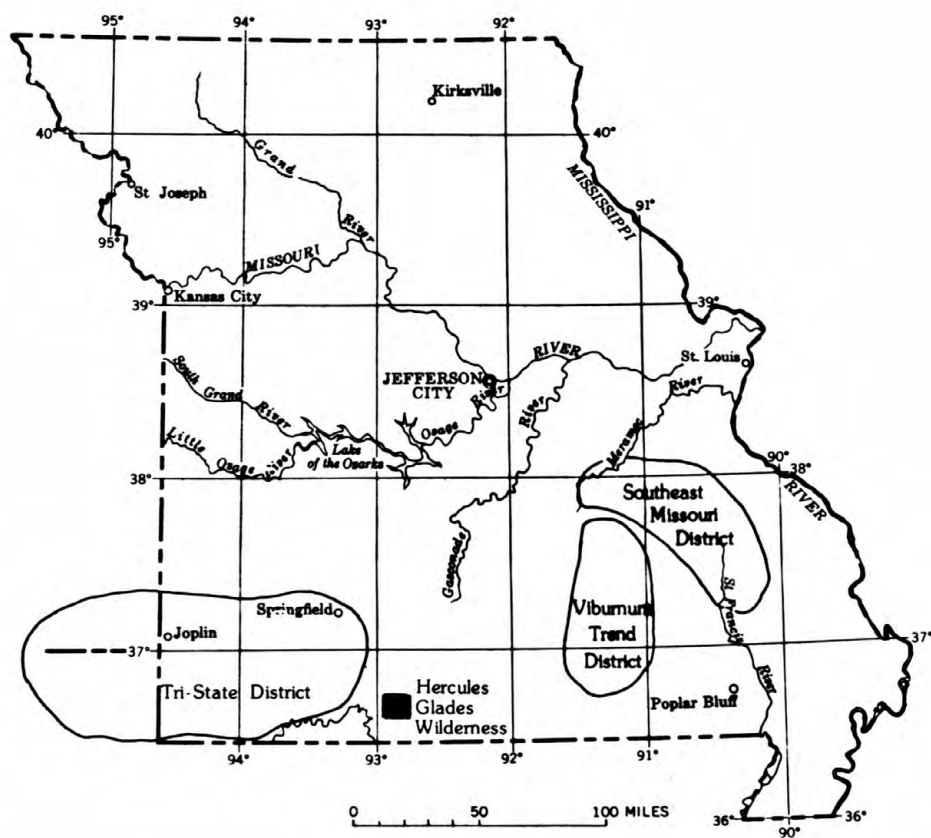 95° 94° 93° 92°
Kirksville
40° 40°
Grand
River
St Joseph
MISSISSIPPI
91°
95°
MISSOURI
Kansas City
39° 39°
RIVER
St. Louis
JEFFERSON
CITY
South Grand River
Osage River
River
Meramec River
Little Osage River
Lake
of the Osarks
90°
38° 38°
RIVER
Southeast
Missouri
District
Gasconade
St Francis
River
Springfield
Joplin
Viburnum
Trend
District
37° 37°
Tri-State District
Hercules
Glades
Wilderness
Poplar Bluff
94° 93° 92° 91°
0 50 100 MILES
36° 36°
90°